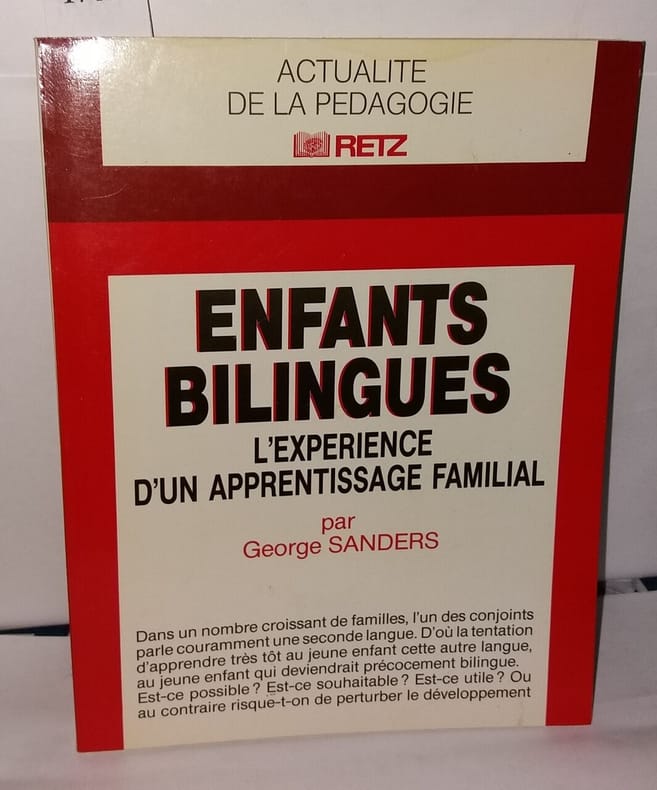 ACTUALITE
DE LA PEDAGOGIE
RETZ
ENFANTS
BILINGUES
L'EXPERIENCE
D'UN APPRENTISSAGE FAMILIAL
par
George SANDERS
Dans un nombre croissant de familles, l'un des conjoints
parle couramment une seconde langue. D'où la tentation
d'apprendre très tôt au jeune enfant cette autre langue,
au jeune enfant qui deviendrait précocement bilingue.
Est-ce possible ? Est-ce souhaitable ? Est-ce utile ? Ou
au contraire risque-t-on de perturber le développement